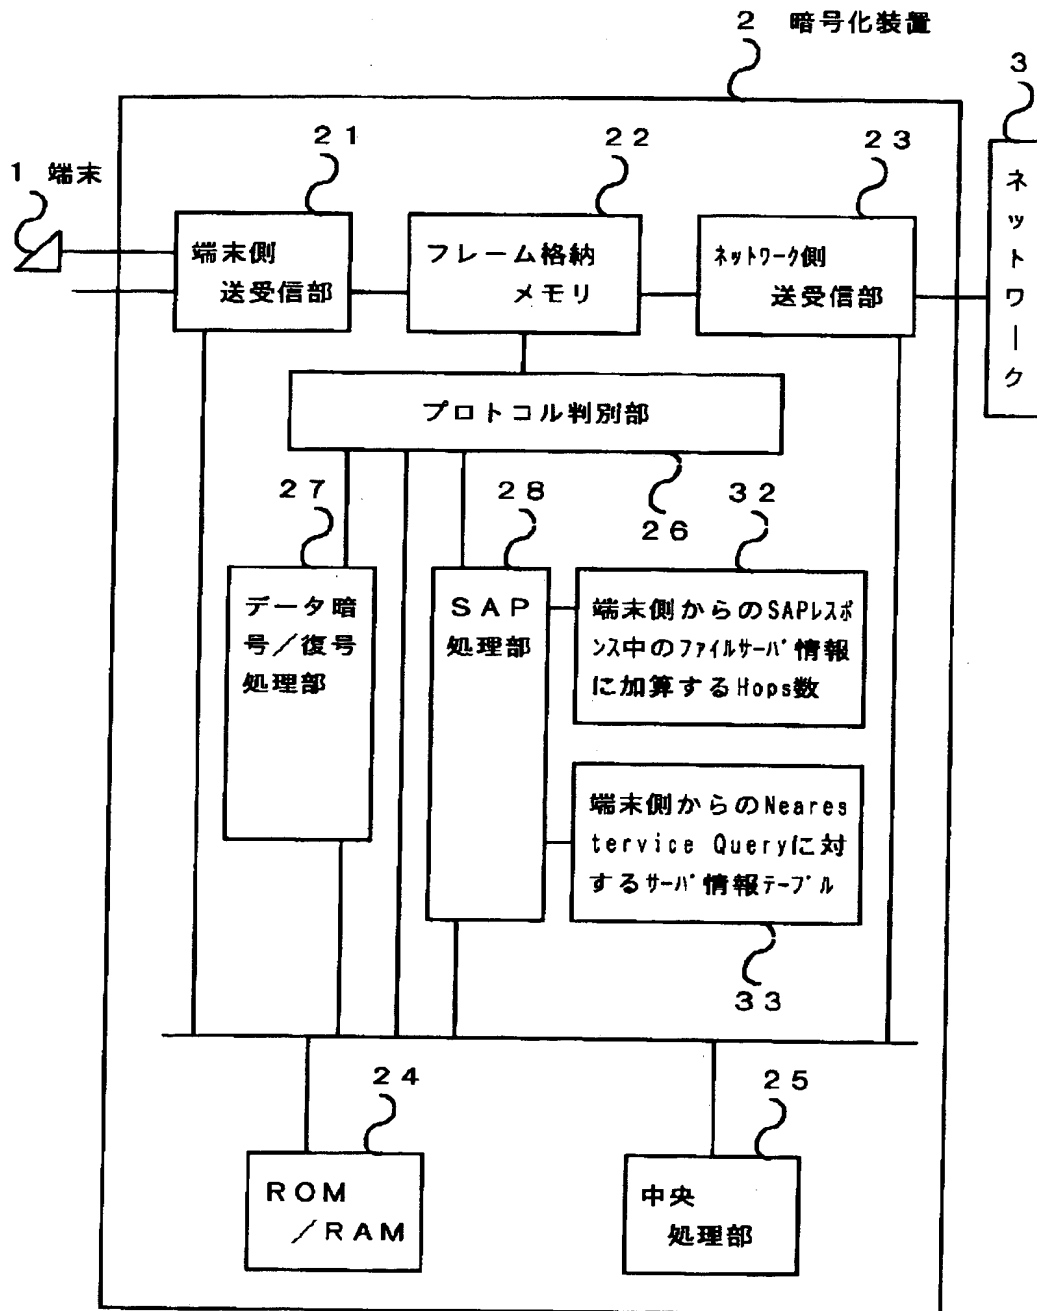 2 暗号化装置
3
21
22
23
1 端末
ネットワーク
端末側
送受信部
フレーム格納
メモリ
ネットワーク側
送受信部
プロトコル判別部
27
28
26
32
データ暗
号/復号
処理部
SAP
処理部
端末側からのSAPレスポ
ンス中のファイルサーバ情報
に加算するHops数
端末側からのNeares
tervice Queryに対
するサーバ情報テーブル
33
24
25
ROM
/RAM
中央
処理部